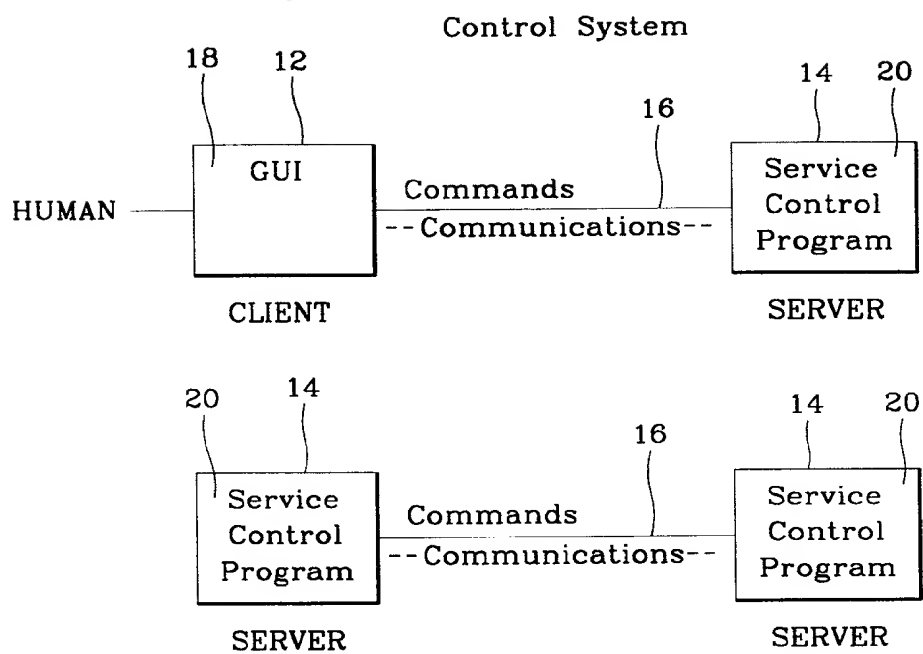 Control System
18 12 16 14 20
GUI
HUMAN
Commands
--Communications--
Service
Control
Program
CLIENT
SERVER
20 14 16 14 20
Service
Control
Program
Commands
--Communications--
Service
Control
Program
SERVER
SERVER